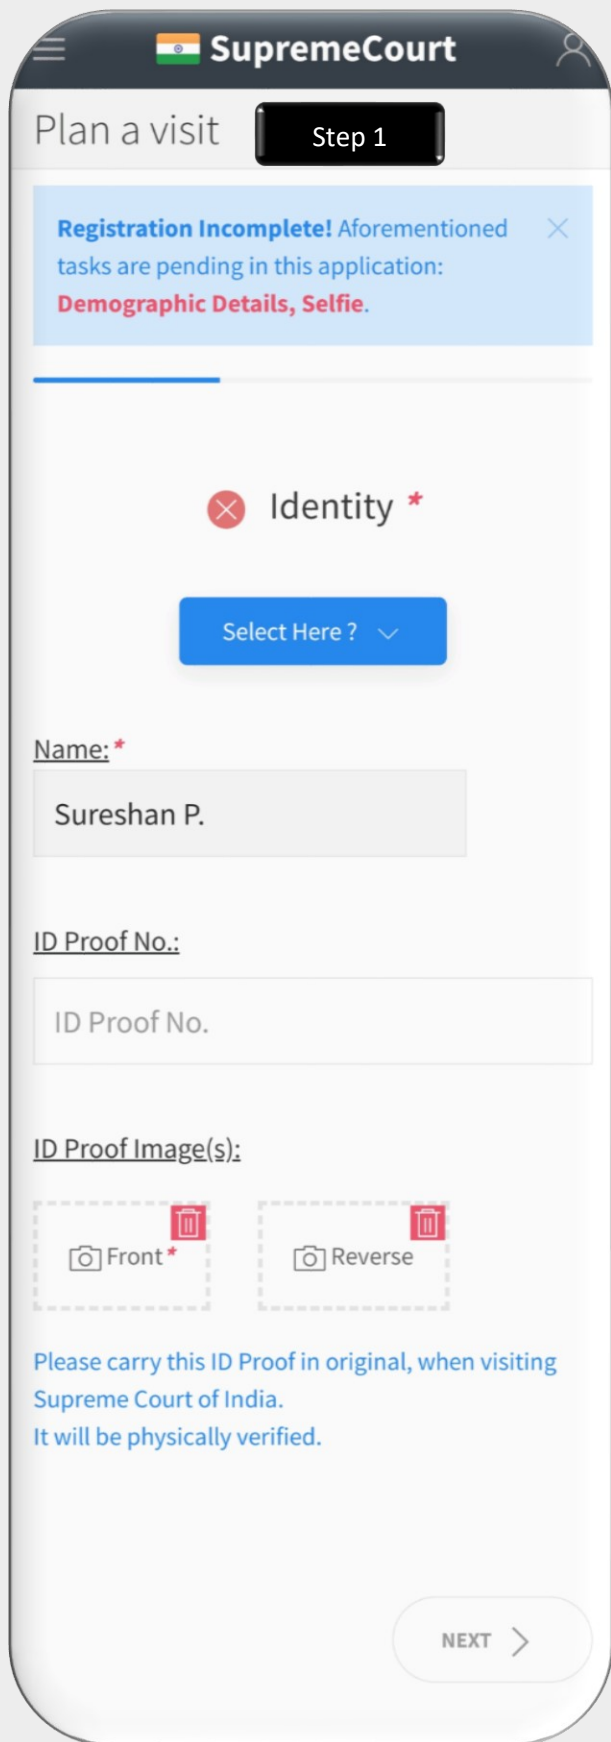 SupremeCourt
Plan a visit
Step 1
Registration Incomplete! Aforementioned
tasks are pending in this application:
Demographic Details, Selfie.
Identity *
Select Here ?
Name: *
Sureshan P.
ID Proof No.:
ID Proof No.
ID Proof Image(s):
Front* Reverse
Please carry this ID Proof in original, when visiting
Supreme Court of India.
It will be physically verified.
NEXT